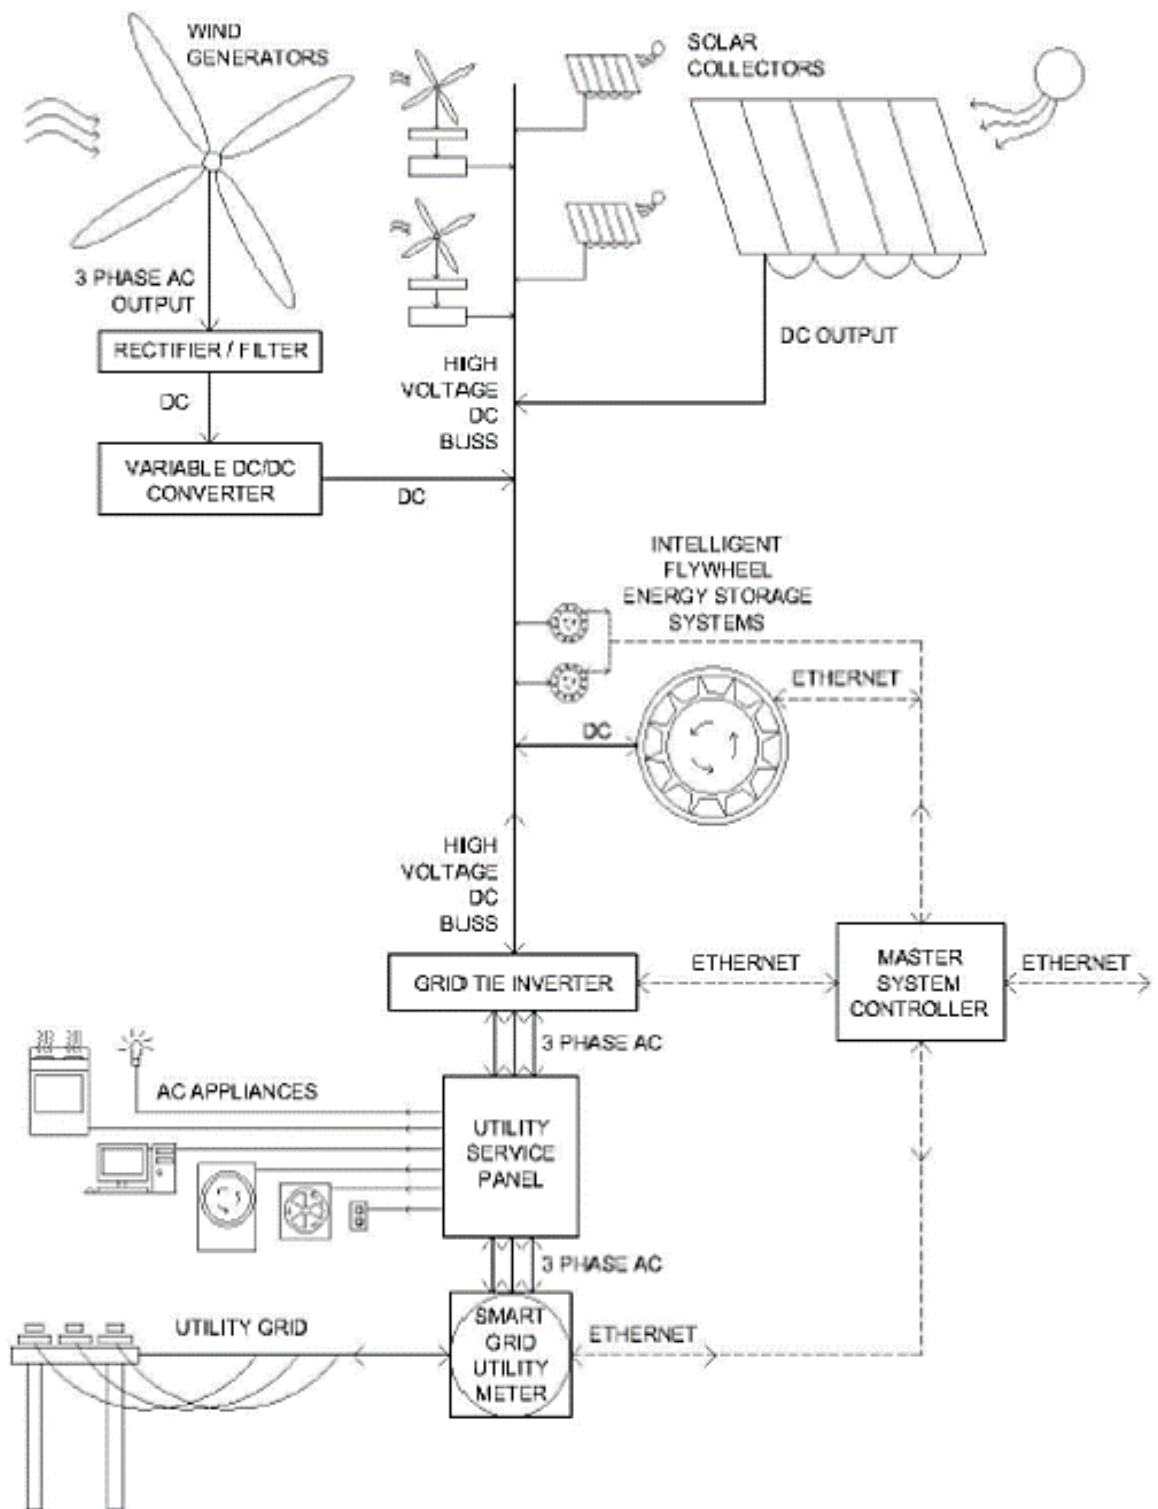 WIND
GENERATORS
SOLAR
COLLECTORS
3 PHASE AC
OUTPUT
RECTIFIER / FILTER
DC
VARIABLE DC/DC
CONVERTER
DC
HIGH
VOLTAGE
DC
BUSS
DC OUTPUT
INTELLIGENT
FLYWHEEL
ENERGY STORAGE
SYSTEMS
ETHERNET
DC
HIGH
VOLTAGE
DC
BUSS
GRID TIE INVERTER
ETHERNET
MASTER
SYSTEM
CONTROLLER
ETHERNET
3 PHASE AC
AC APPLIANCES
UTILITY
SERVICE
PANEL
3 PHASE AC
UTILITY GRID
SMART
GRID
UTILITY
METER
ETHERNET